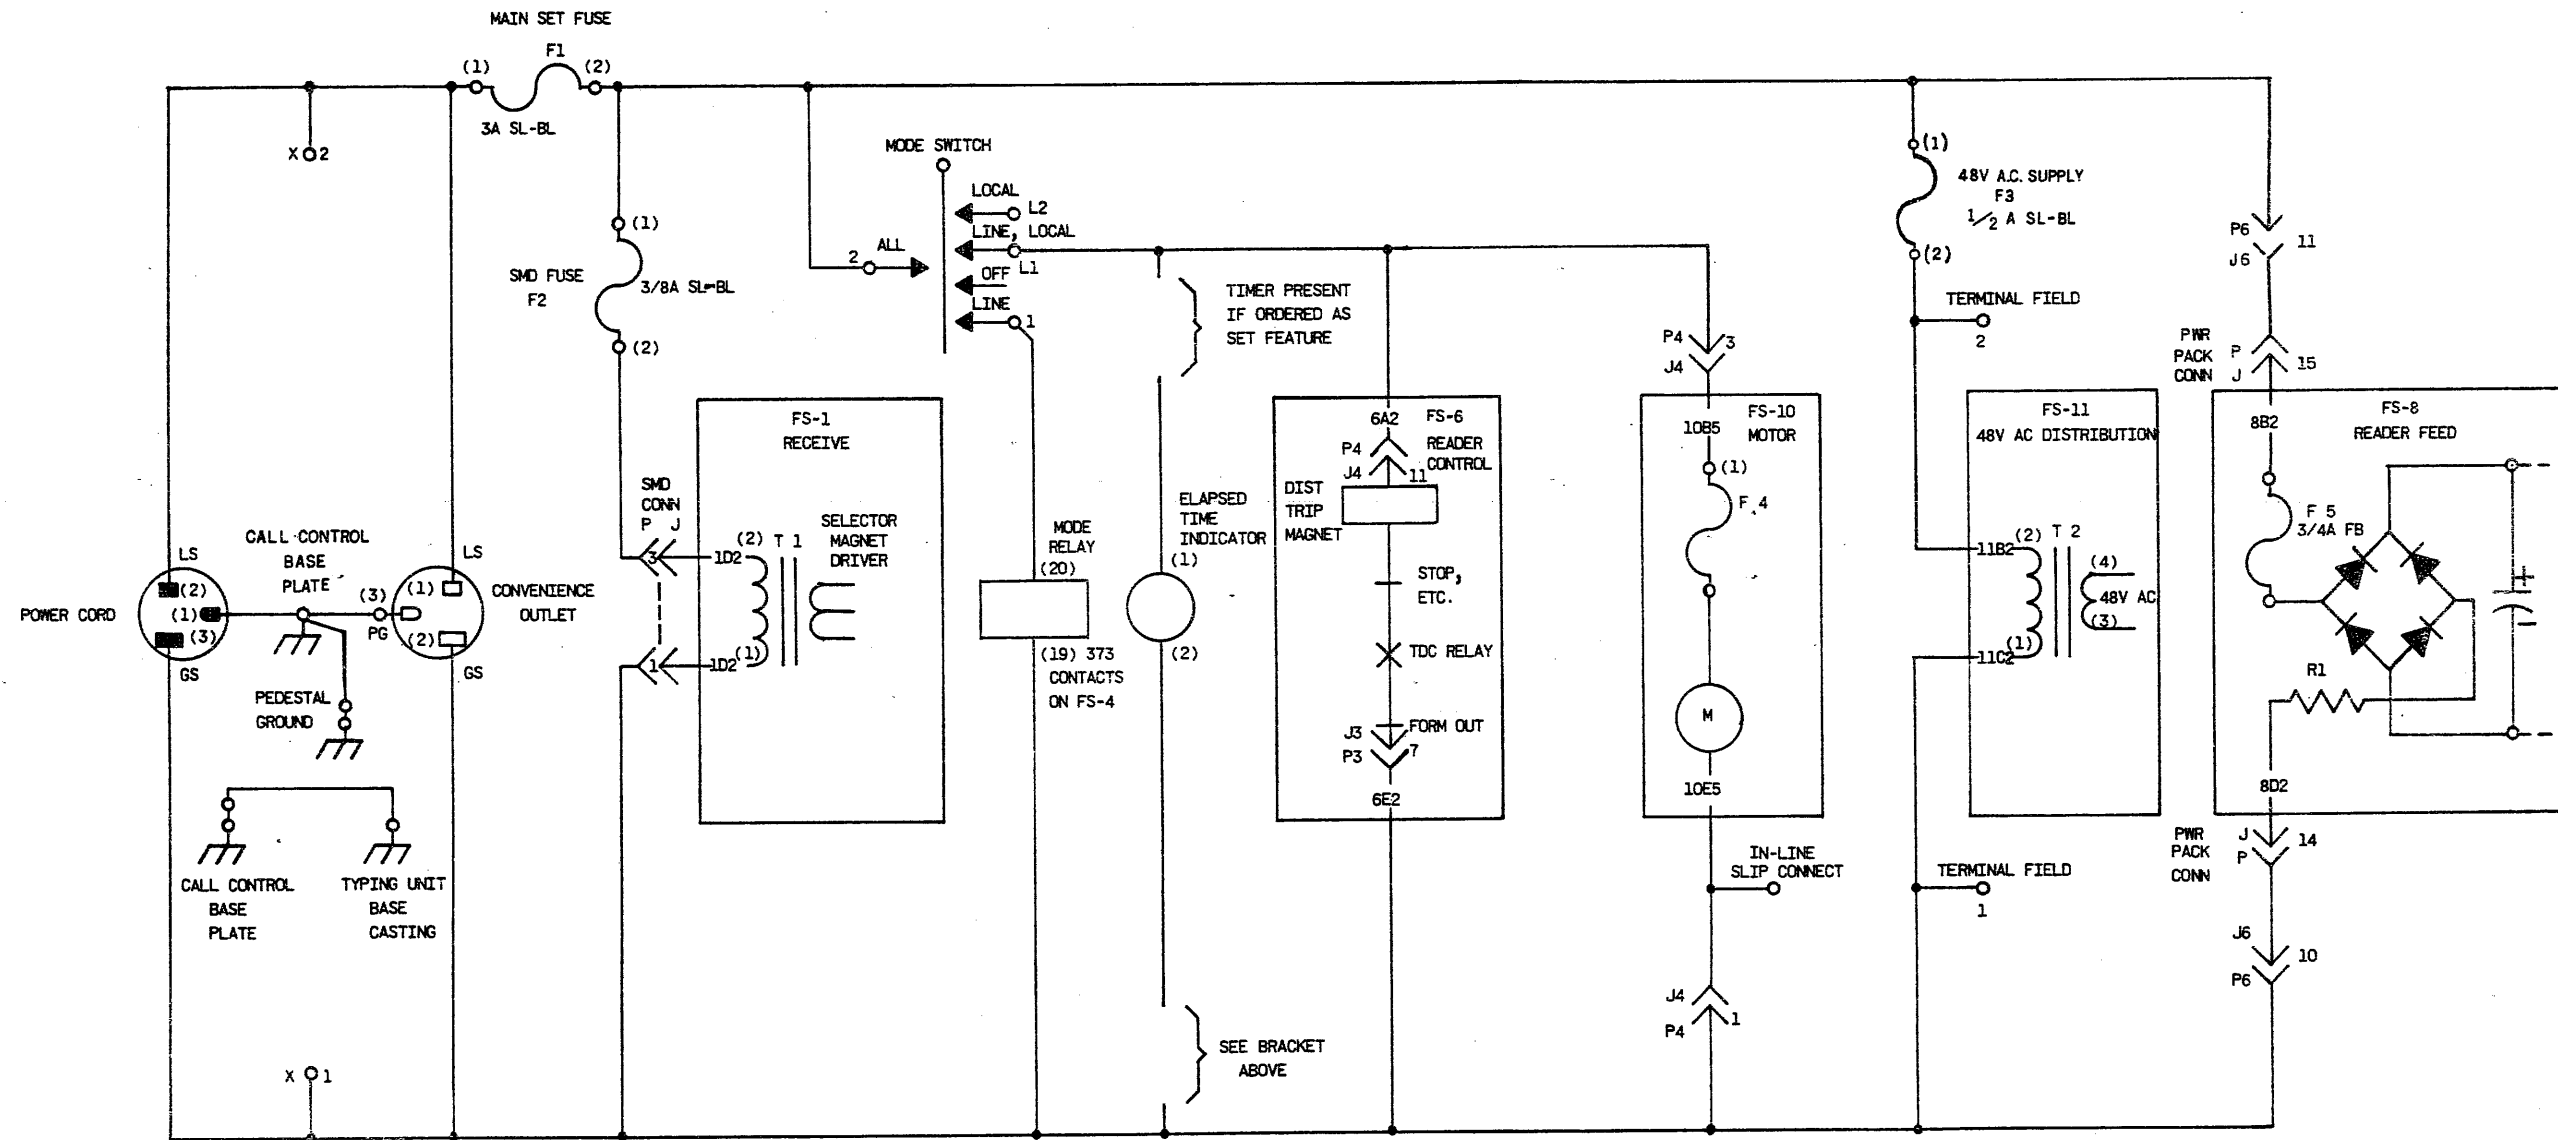 MAIN SET FUSE
F1
(1)
(2)
3A SL-BL
X 2
MODE SWITCH
LOCAL
L2
LINE, LOCAL
L1
2
ALL
OFF
LINE
1
(1)
SMD FUSE
F2
3/8A SL-BL
(2)
TIMER PRESENT
IF ORDERED AS
SET FEATURE
(1)
48V A.C. SUPPLY
F3
1/2 A SL-BL
(2)
TERMINAL FIELD
2
P6
J6
11
PWR
PACK
CONN
P
J
15
P4
J4
3
FS-1
RECEIVE
SMD
CONN
P J
3
1D2
(2)
T 1
SELECTOR
MAGNET
DRIVER
1
1D2
(1)
MODE
RELAY
(20)
(19) 373
CONTACTS
ON FS-4
ELAPSED
TIME
INDICATOR
(1)
(2)
6A2
FS-6
READER
CONTROL
P4
J4
11
DIST
TRIP
MAGNET
STOP,
ETC.
TDC RELAY
FORM OUT
J3
P3
7
6E2
FS-10
MOTOR
10B5
(1)
F 4
M
10E5
IN-LINE
SLIP CONNECT
J4
P4
1
FS-11
48V AC DISTRIBUTION
11B2
(2)
T 2
(4)
48V AC
(3)
(1)
11C2
TERMINAL FIELD
1
FS-8
READER FEED
8B2
F 5
3/4A FB
+
-
R1
8D2
PWR
PACK
CONN
J
P
14
J6
P6
10
POWER CORD
LS
(2)
(1)
(3)
GS
CALL CONTROL
BASE
PLATE
(3)
PG
LS
(1)
(2)
GS
CONVENIENCE
OUTLET
PEDESTAL
GROUND
CALL CONTROL
BASE
PLATE
TYPING UNIT
BASE
CASTING
X 1
SEE BRACKET
ABOVE